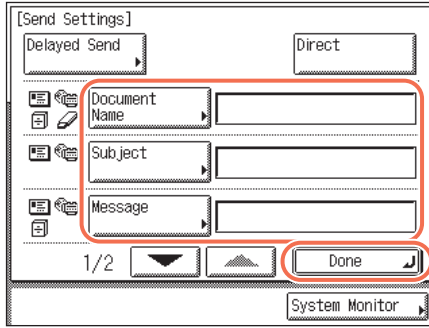 [Send Settings]
Delayed Send
Direct
Document
Name
Subject
Message
1/2
Done
System Monitor